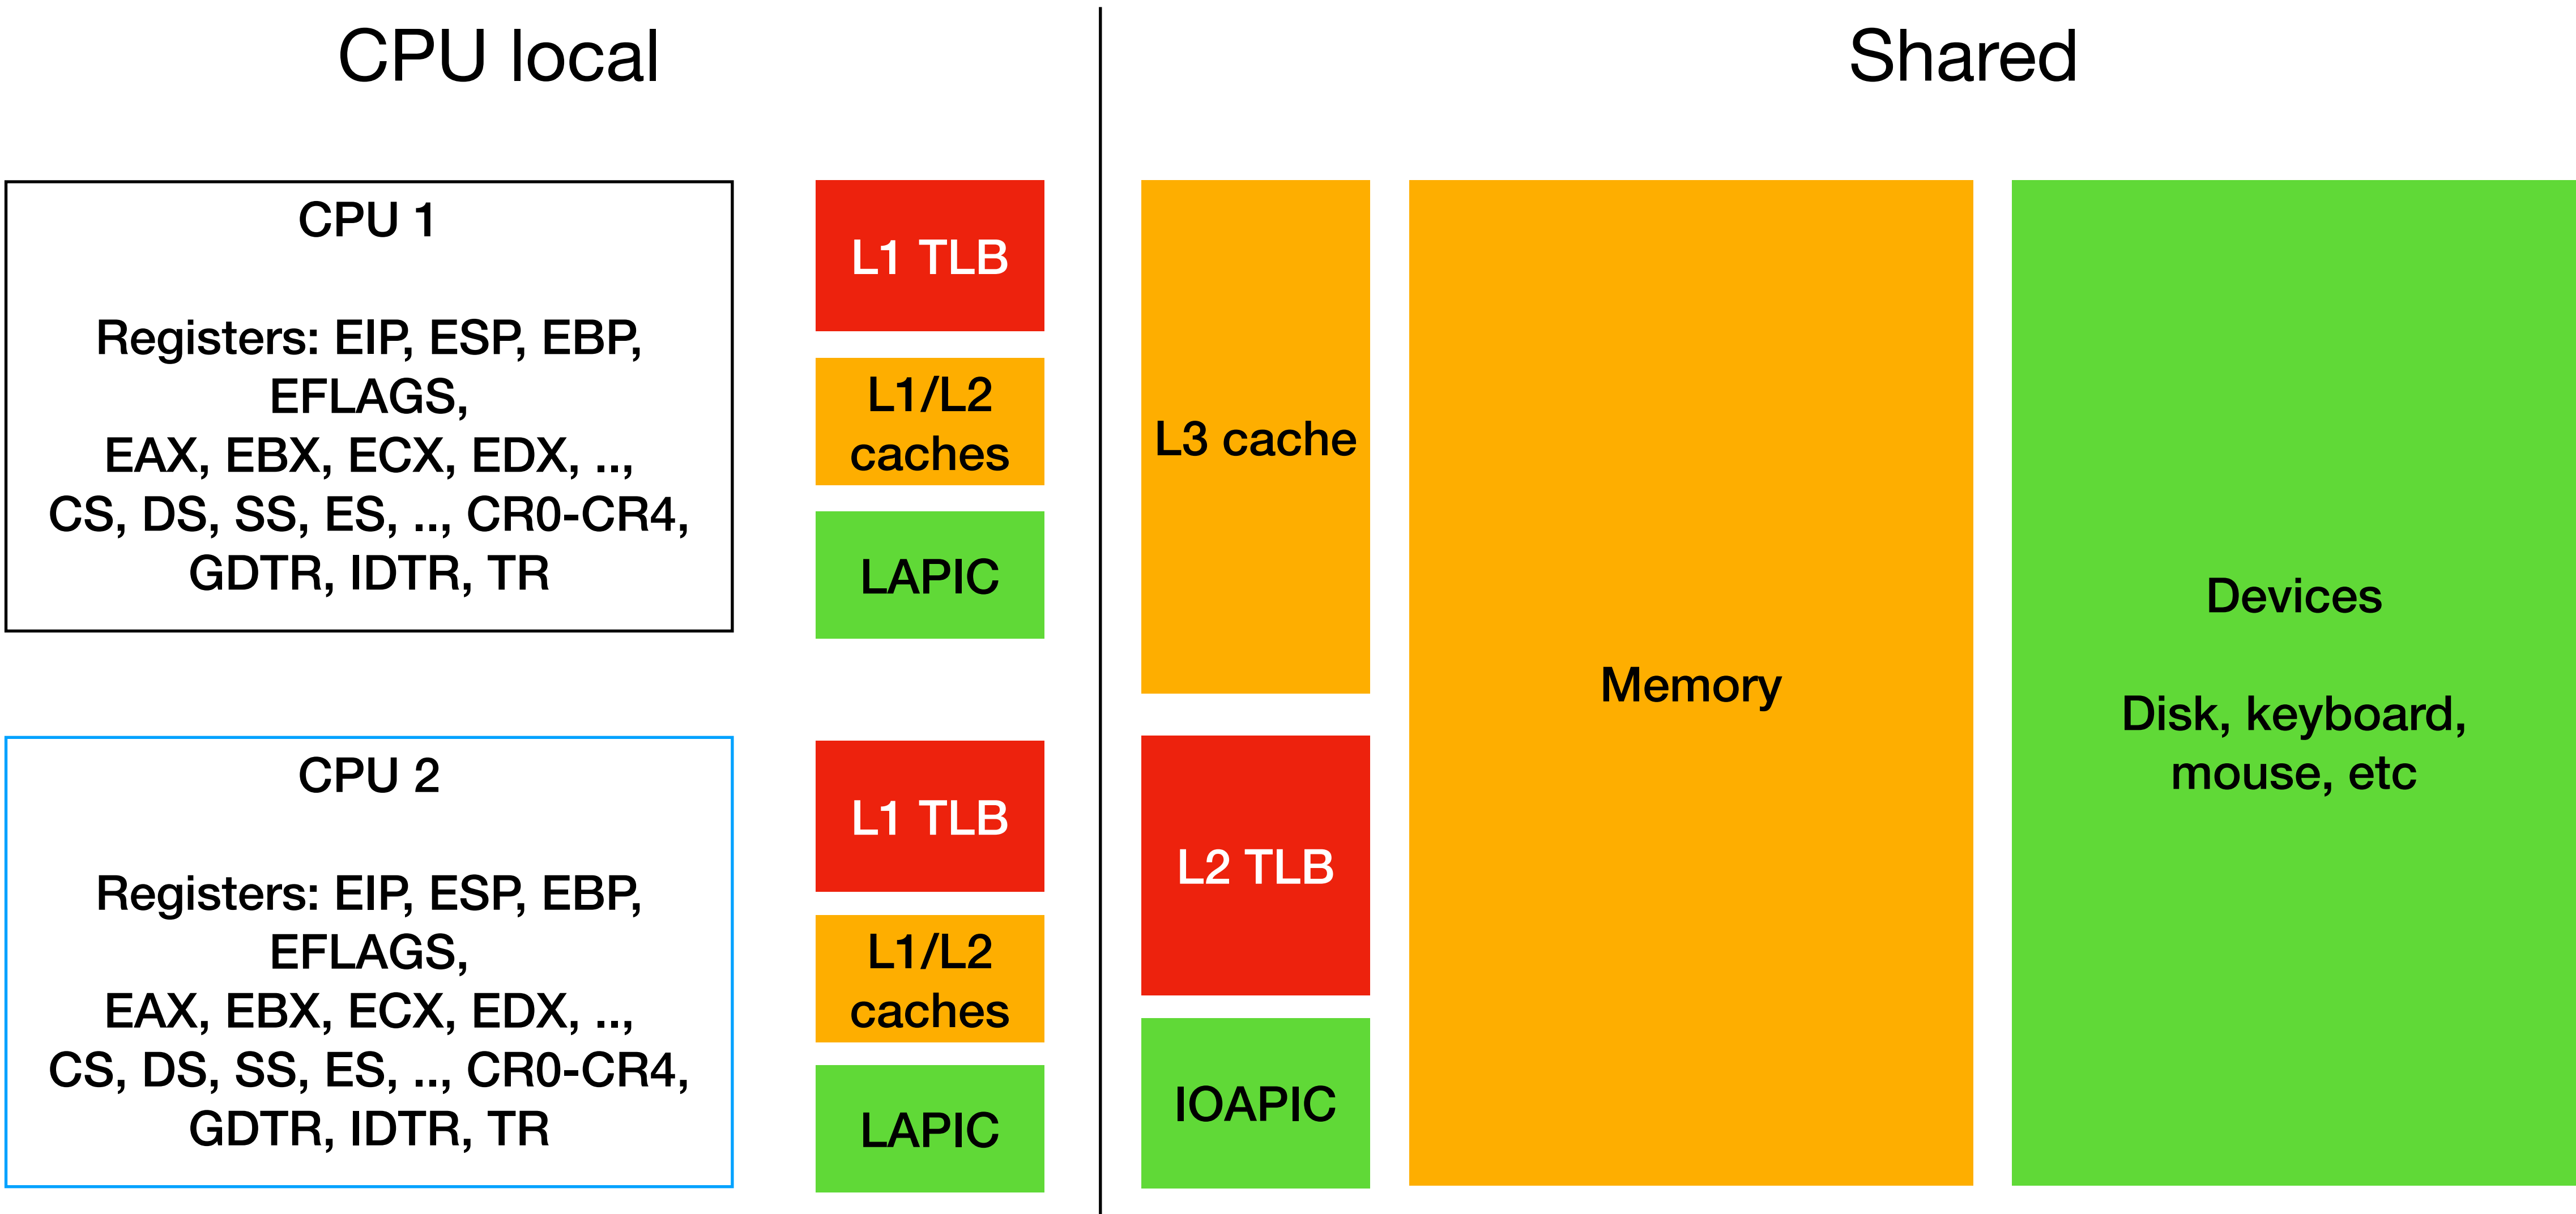 CPU local
Shared
CPU 1
Registers: EIP, ESP, EBP,
EFLAGS,
EAX, EBX, ECX, EDX, ..,
CS, DS, SS, ES, .., CR0-CR4,
GDTR, IDTR, TR
L1 TLB
L1/L2
caches
LAPIC
CPU 2
Registers: EIP, ESP, EBP,
EFLAGS,
EAX, EBX, ECX, EDX, ..,
CS, DS, SS, ES, .., CR0-CR4,
GDTR, IDTR, TR
L1 TLB
L1/L2
caches
LAPIC
L3 cache
L2 TLB
IOAPIC
Memory
Devices
Disk, keyboard,
mouse, etc